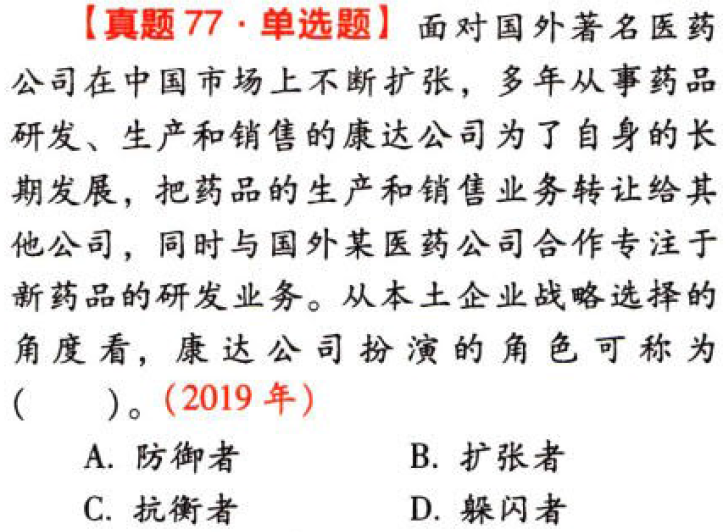 【真题 77·单选题】面对国外著名医药
公司在中国市场上不断扩张，多年从事药品
研发、生产和销售的康达公司为了自身的长
期发展，把药品的生产和销售业务转让给其
他公司，同时与国外某医药公司合作专注于
新药品的研发业务。从本土企业战略选择的
角度看，康达公司扮演的角色可称为
(　　)。(2019 年)
A. 防御者　B. 扩张者
C. 抗衡者　D. 躲闪者